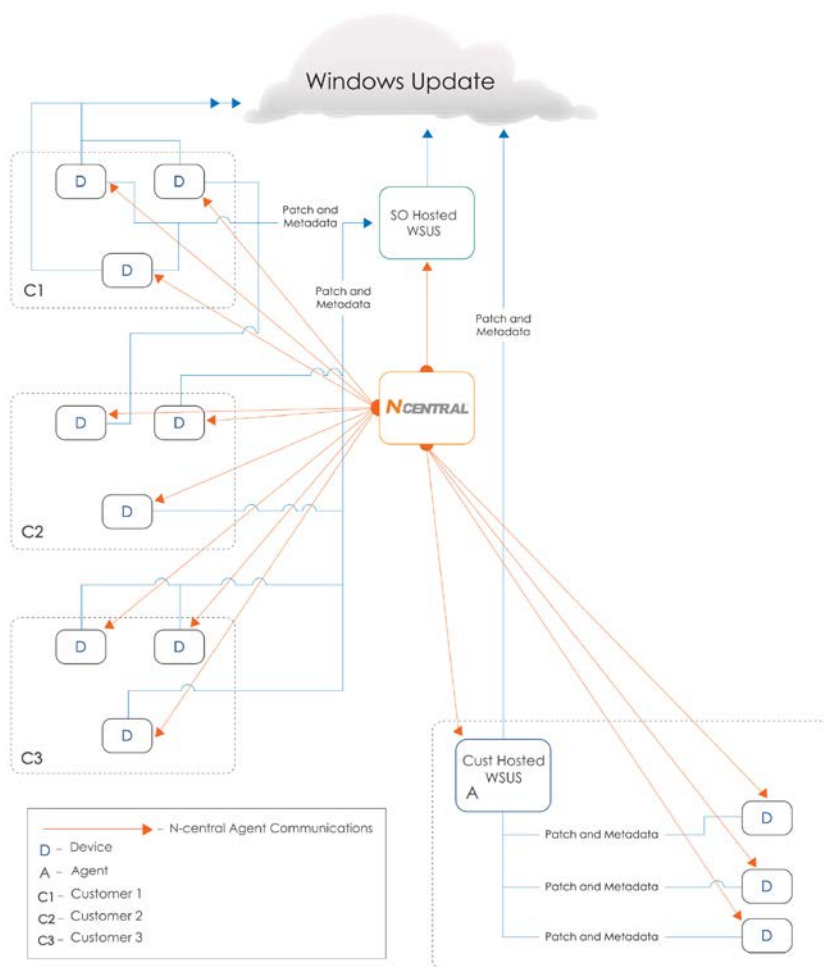 Windows Update
D
D
Patch and
Metadata
SO Hosted
WSUS
D
C1
Patch and
Metadata
Patch and
Metadata
NCENTRAL
D
D
D
C2
D
D
D
C3
Cust Hosted
WSUS
A
D
Patch and Metadata
D
Patch and Metadata
D
Patch and Metadata
– N-central Agent Communications
D – Device
A – Agent
C1 – Customer 1
C2 – Customer 2
C3 – Customer 3